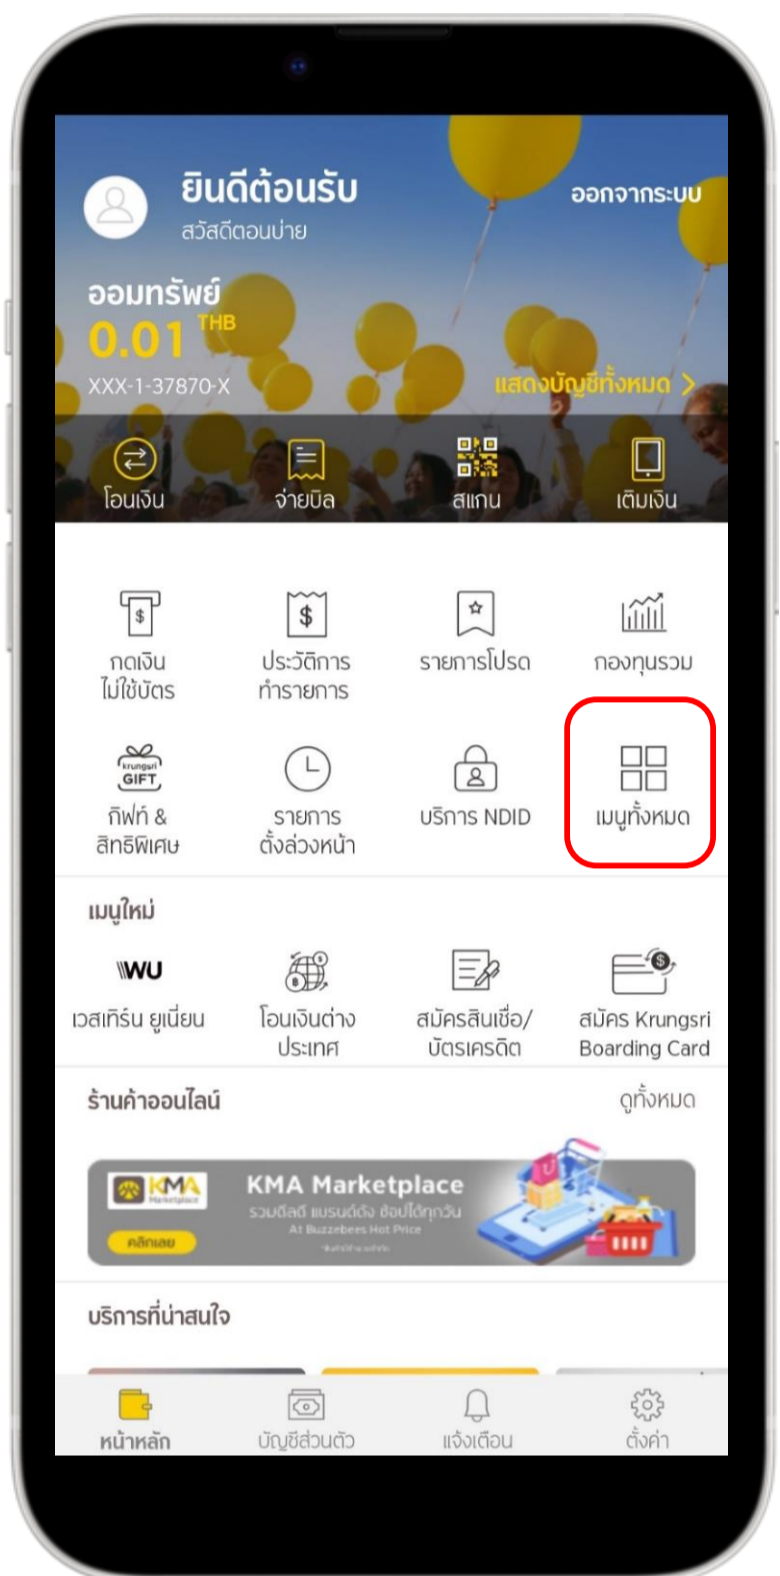 ยินดีต้อนรับ
ออกจากระบบ
สวัสดีตอนบ่าย
ออมทรัพย์
0.01 THB
XXX-1-37870-X
แสดงบัญชีทั้งหมด >
โอนเงิน จ่ายบิล สแกน เติมเงิน
กดเงิน ประวัติการ รายการโปรด กองทุนรวม
ไม่ใช้บัตร ทำรายการ
krungsri
GIFT
กิฟท์ & รายการ บริการ NDID เมนูทั้งหมด
สิทธิพิเศษ ตั้งล่วงหน้า
เมนูใหม่
WU
เวสเทิร์น ยูเนี่ยน โอนเงินต่าง สมัครสินเชื่อ/ สมัคร Krungsri
ประเทศ บัตรเครดิต Boarding Card
ร้านค้าออนไลน์ ดูทั้งหมด
KMA
Marketplace
KMA Marketplace
รวมดีลดี แบรนด์ดัง ช้อปได้ทุกวัน
At Buzzebees Hot Price
คลิกเลย
บริการที่น่าสนใจ
หน้าหลัก บัญชีส่วนตัว แจ้งเตือน ตั้งค่า